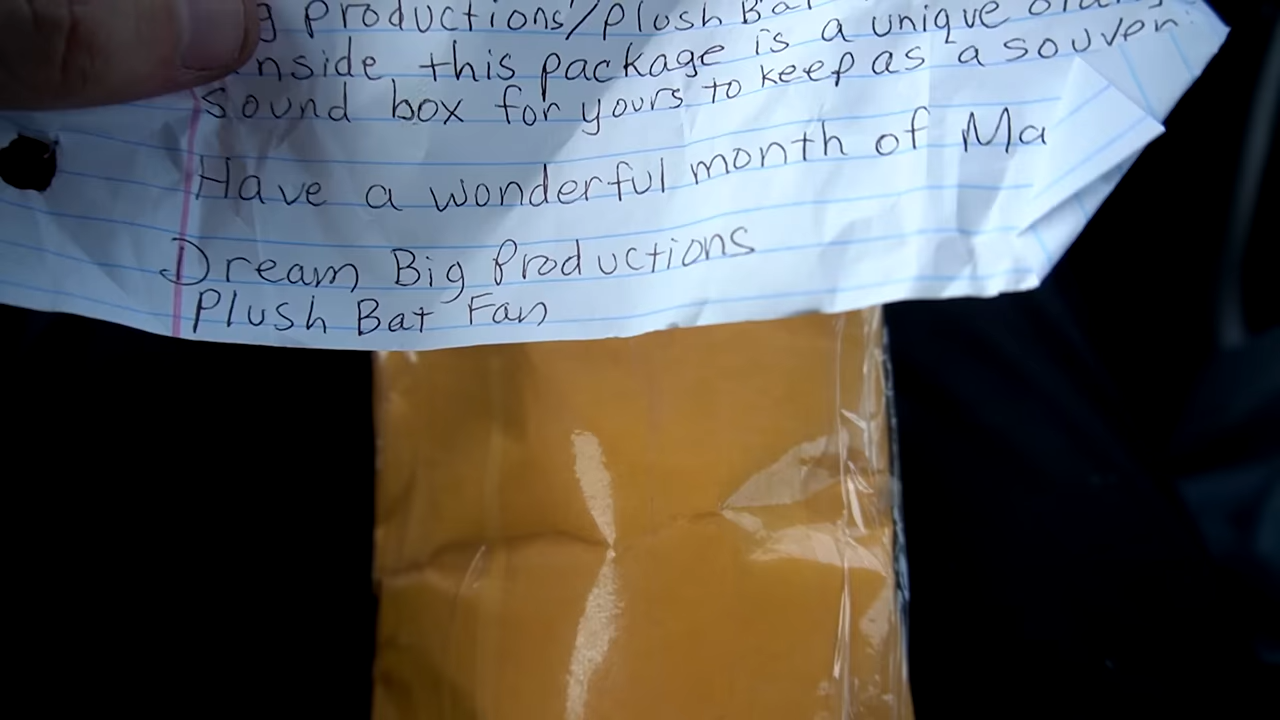 g Productions/Plush Bat
inside, this package is a unique
sound box for yours to keep as a souven
Have a wonderful month of Ma
Dream Big Productions
Plush Bat Fan